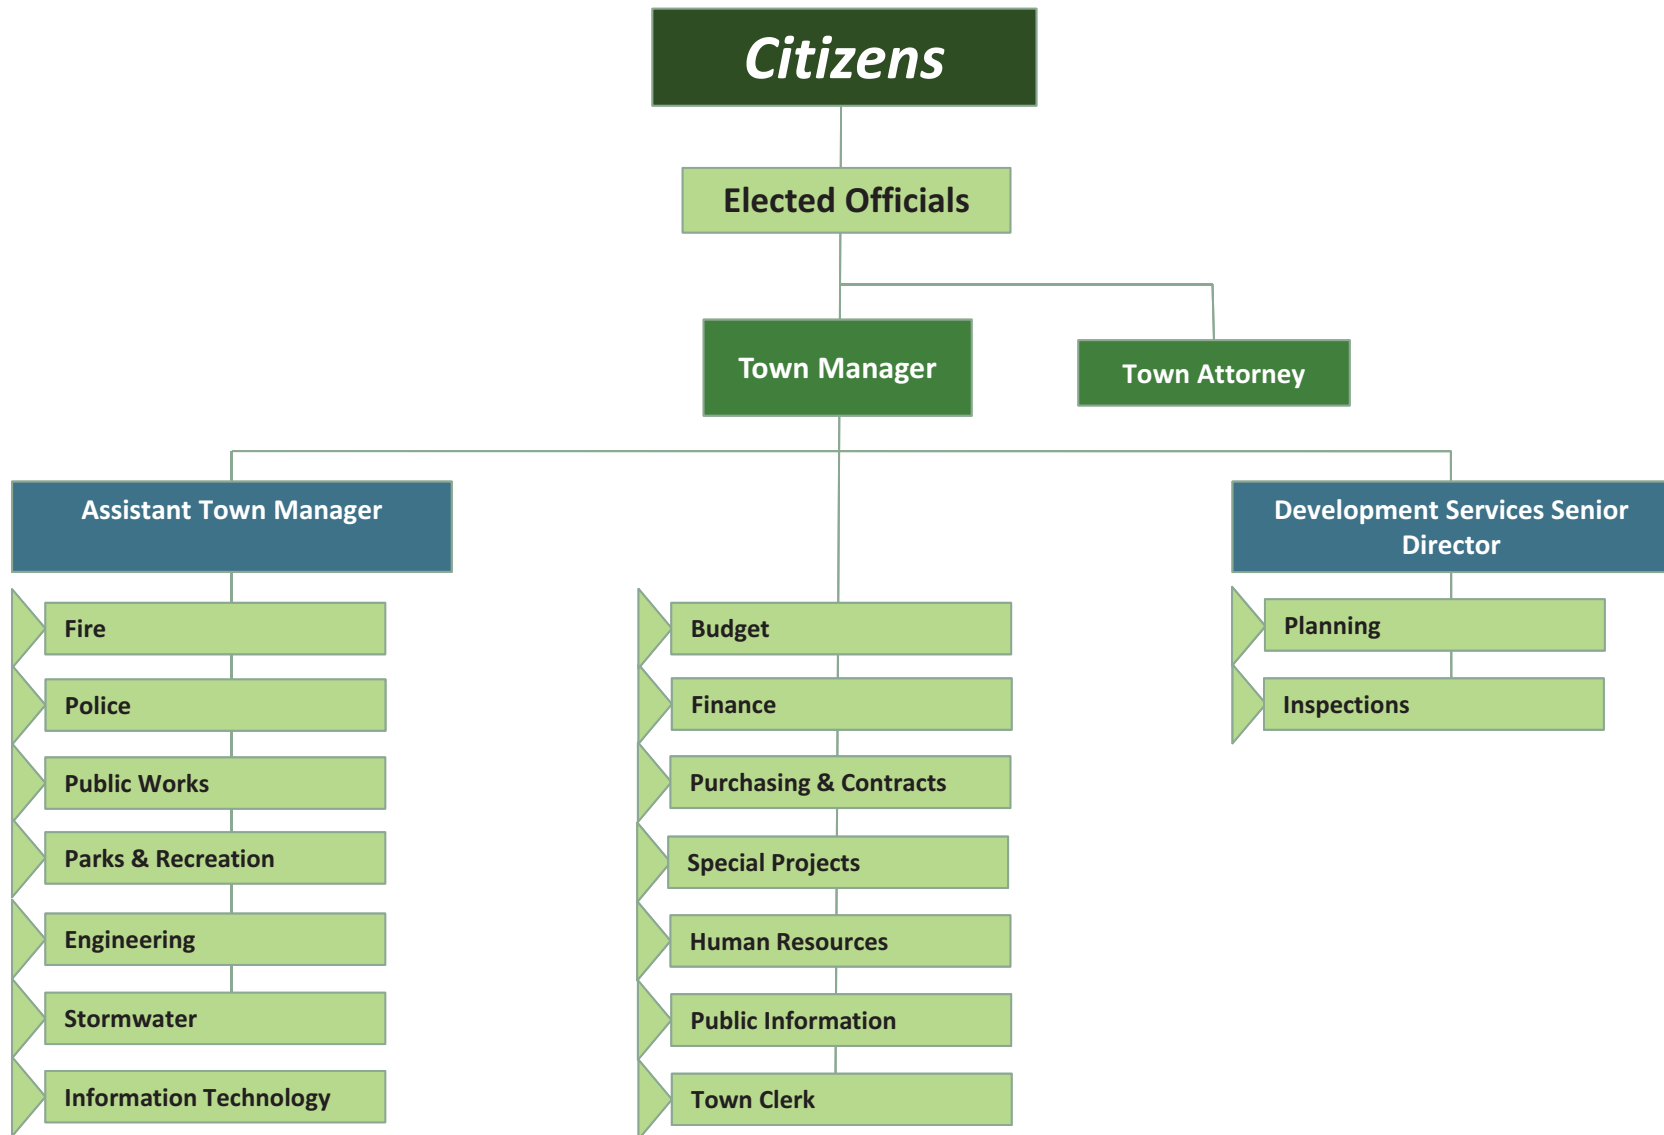 Citizens
Elected Officials
Town Manager
Town Attorney
Assistant Town Manager
Fire
Police
Public Works
Parks & Recreation
Engineering
Stormwater
Information Technology
Budget
Finance
Purchasing & Contracts
Special Projects
Human Resources
Public Information
Town Clerk
Development Services Senior
Director
Planning
Inspections